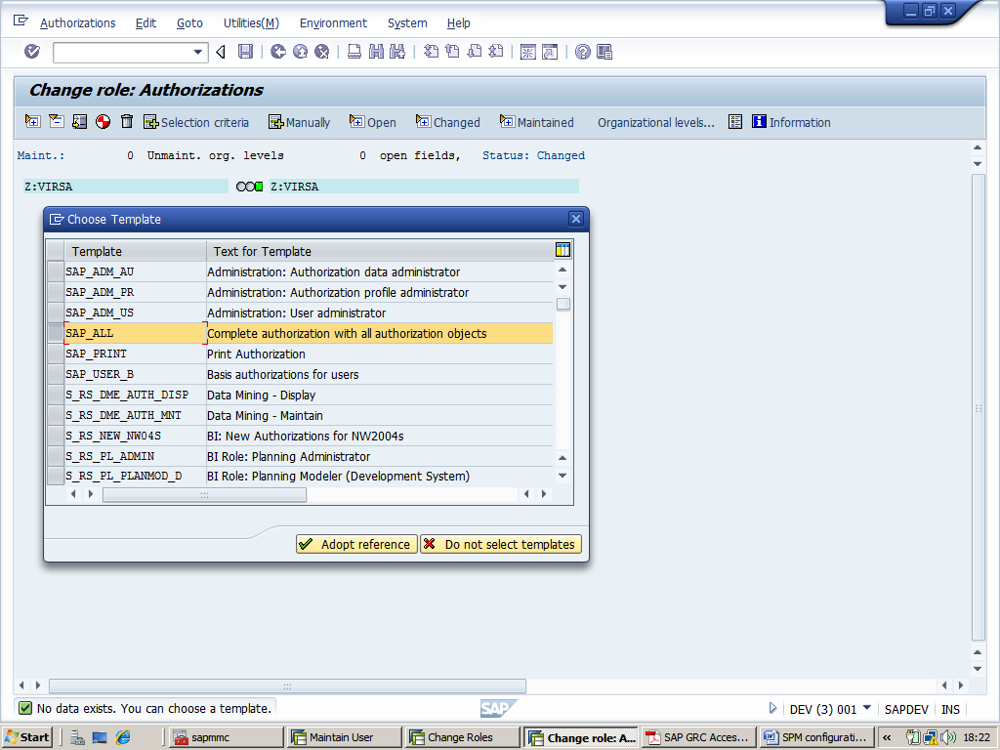 Authorizations Edit Goto Utilities(M) Environment System Help
Change role: Authorizations
Selection criteria Manually Open Changed Maintained Organizational levels... Information
Maint.: 0 Unmaint. org. levels 0 open fields, Status: Changed
Z:VIRSA Z:VIRSA
Choose Template
Template Text for Template
SAP_ADM_AU Administration: Authorization data administrator
SAP_ADM_PR Administration: Authorization profile administrator
SAP_ADM_US Administration: User administrator
SAP_ALL Complete authorization with all authorization objects
SAP_PRINT Print Authorization
SAP_USER_B Basis authorizations for users
S_RS_DME_AUTH_DISP Data Mining - Display
S_RS_DME_AUTH_MNT Data Mining - Maintain
S_RS_NEW_NW04S BI: New Authorizations for NW2004s
S_RS_PL_ADMIN BI Role: Planning Administrator
S_RS_PL_PLANMOD_D BI Role: Planning Modeler (Development System)
Adopt reference Do not select templates
No data exists. You can choose a template. SAP DEV (3) 001 SAPDEV INS
Start sapmmc Maintain User Change Roles Change role: A... SAP GRC Acces... SPM configurati... « 18:22